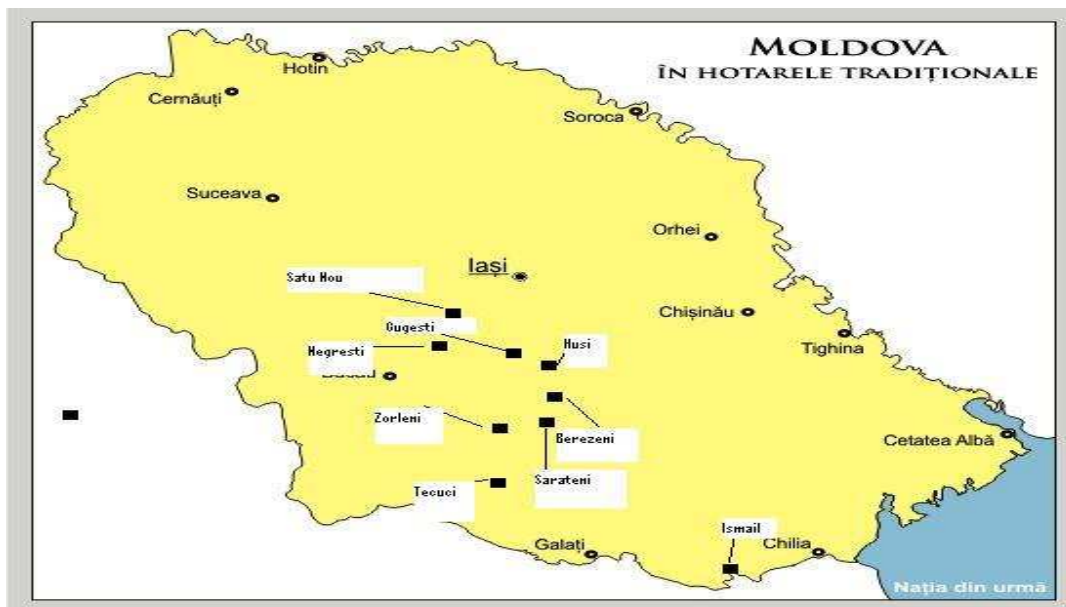 MOLDOVA
ÎN HOTARELE TRADIȚIONALE
Hotin
Cernăuți
Soroca
Suceava
Orhei
Iași
Satu Nou
Chișinău
Gugesti
Husi
Negresti
Tighina
Zorleni
Berezeni
Cetatea Albă
Sarateni
Tecuci
Ismail
Galați
Chilia
Nația din urmă